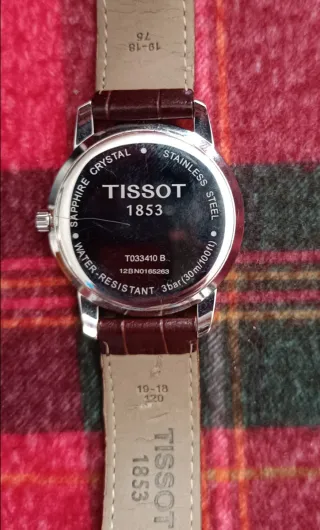 19-18
75
SAPPHIRE CRYSTAL • STAINLESS STEEL
TISSOT
1853
T033410 B
12BN0185263
• WATER-RESISTANT 3bar(30m/100ft) •
19-18
120
TISSOT
1853